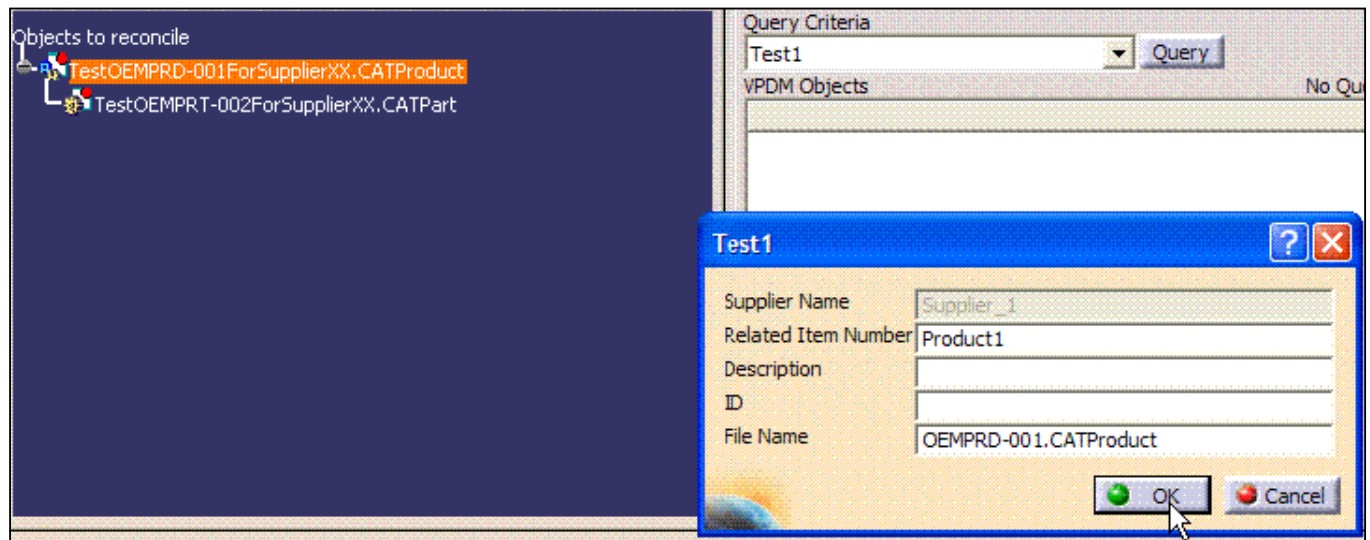 Objects to reconcile
TestOEMPRD-001ForSupplierXX.CATProduct
TestOEMPRT-002ForSupplierXX.CATPart
Query Criteria
Test1 Query
VPDM Objects No Qu
Test1
Supplier Name Supplier_1
Related Item Number Product1
Description
ID
File Name OEMPRD-001.CATProduct
OK Cancel